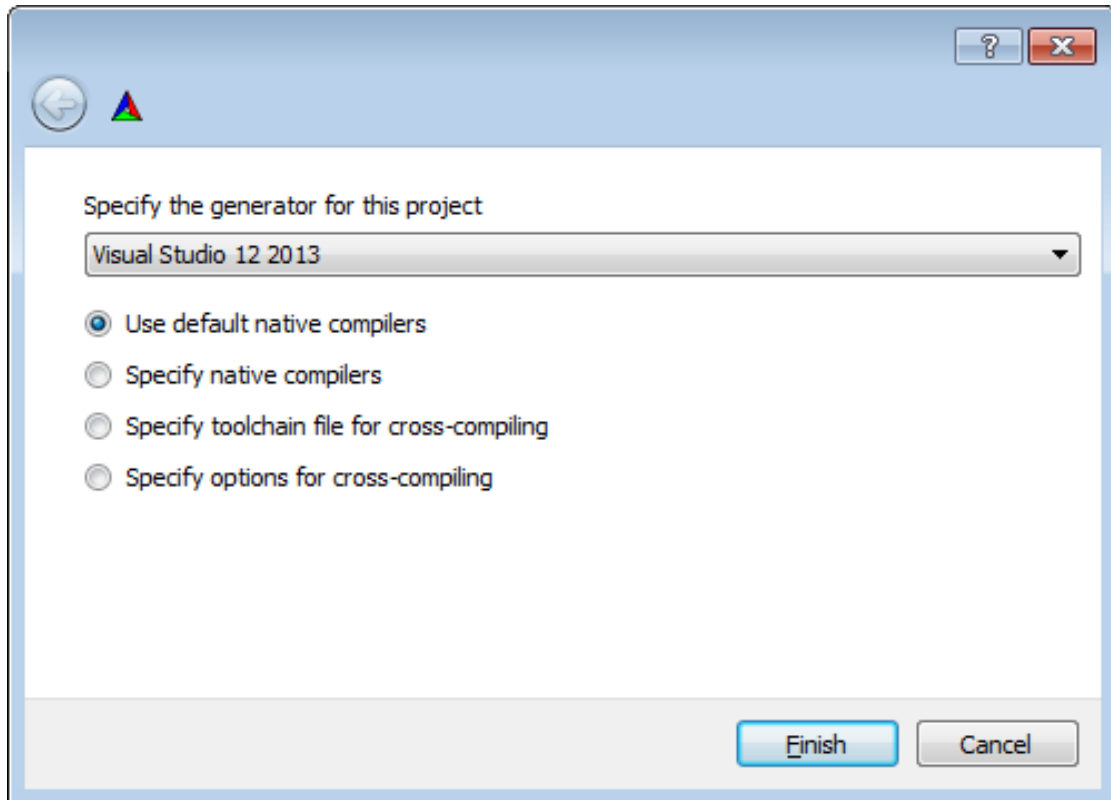 Specify the generator for this project
Visual Studio 12 2013
Use default native compilers
Specify native compilers
Specify toolchain file for cross-compiling
Specify options for cross-compiling
Finish Cancel